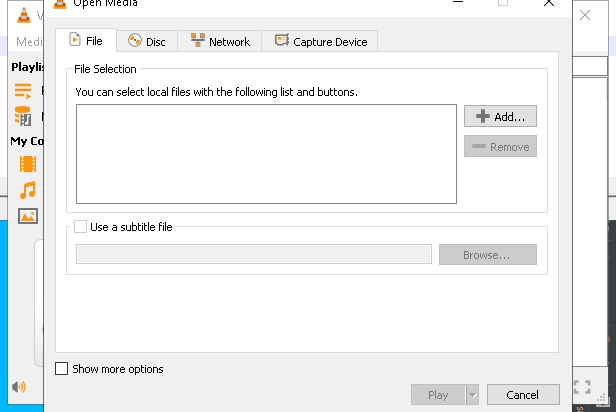 Open Media
Medi
File
Disc
Network
Capture Device
Playlis
My Co
File Selection
You can select local files with the following list and buttons.
Add...
Remove
Use a subtitle file
Browse...
Show more options
Play
Cancel